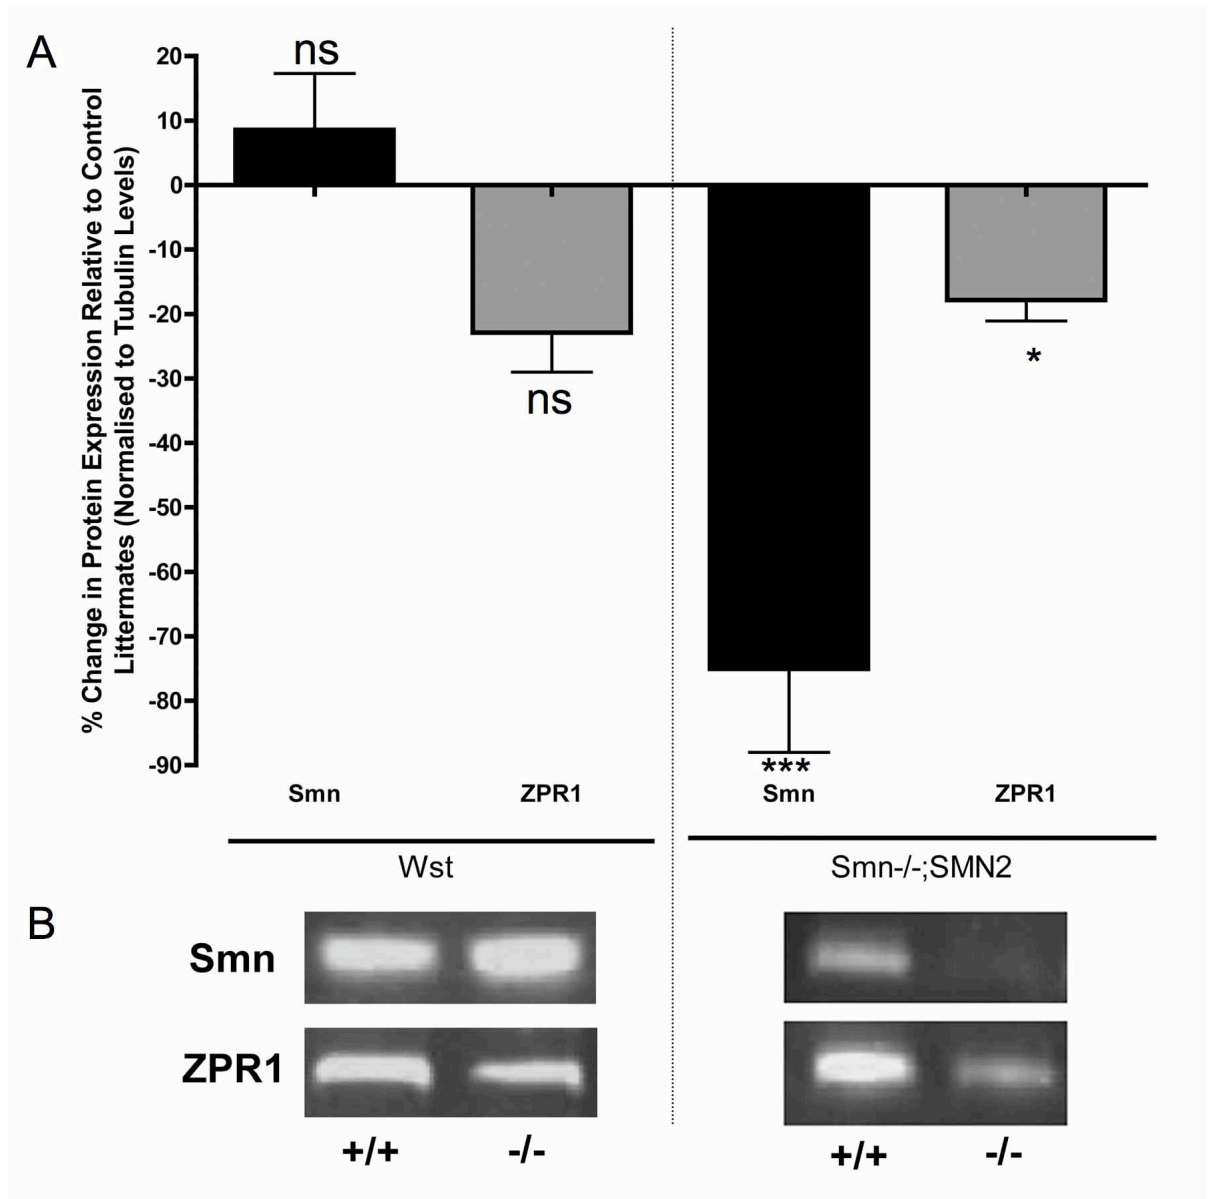 A
% Change in Protein Expression Relative to Control
Littermates (Normalised to Tubulin Levels)
20
10
0
-10
-20
-30
-40
-50
-60
-70
-80
-90
ns
ns
***
*
Smn
ZPR1
Smn
ZPR1
Wst
Smn-/-;SMN2
B
Smn
ZPR1
+/+
-/-
+/+
-/-